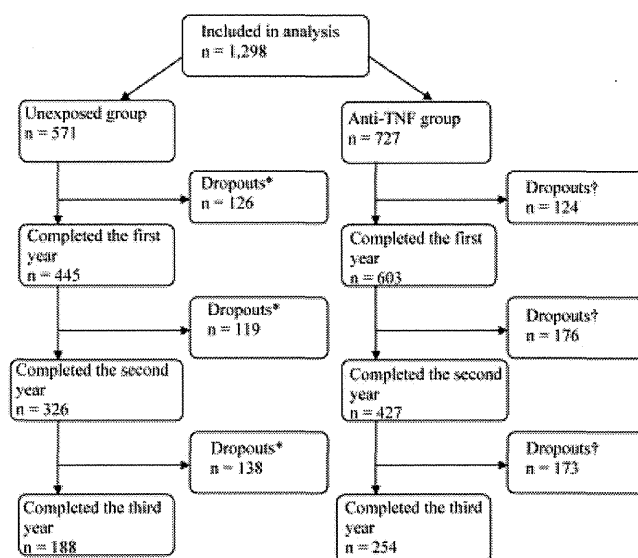 Included in analysis
n = 1,298
Unexposed group
n = 571
Anti-TNF group
n = 727
Dropouts*
n = 126
Dropouts†
n = 124
Completed the first
year
n = 445
Completed the first
year
n = 603
Dropouts*
n = 119
Dropouts†
n = 176
Completed the second
year
n = 326
Completed the second
year
n = 427
Dropouts*
n = 138
Dropouts†
n = 173
Completed the third
year
n = 188
Completed the third
year
n = 254